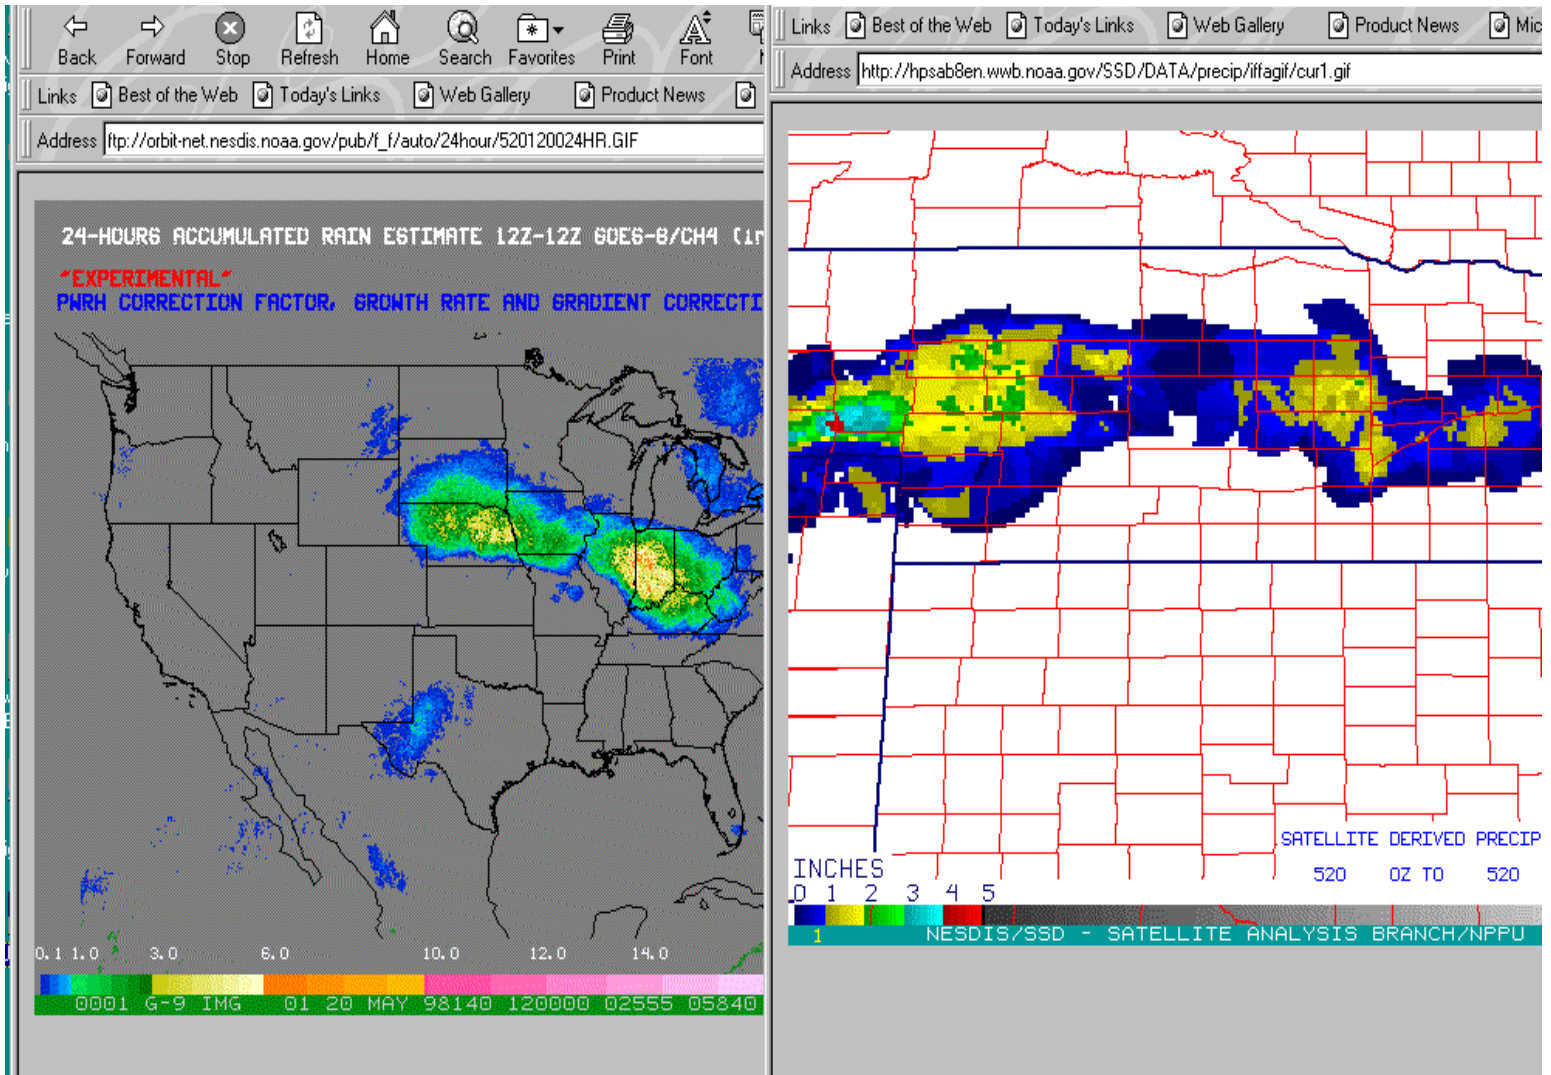 Back Forward Stop Refresh Home Search Favorites Print Font
Links Best of the Web Today's Links Web Gallery Product News
Address ftp://orbit-net.nesdis.noaa.gov/pub/f_f/auto/24hour/520120024HR.GIF
24-HOURS ACCUMULATED RAIN ESTIMATE 12Z-12Z GOES-8/CH4
"EXPERIMENTAL"
PWRH CORRECTION FACTOR, GROWTH RATE AND GRADIENT CORRECTI
0.1 1.0 3.0 6.0 10.0 12.0 14.0
0001 G-9 IMG 01 20 MAY 98140 120000 02555 05840
Links Best of the Web Today's Links Web Gallery Product News Mic
Address http://hpsab8en.wwb.noaa.gov/SSD/DATA/precip/iffagif/cur1.gif
SATELLITE DERIVED PRECIP
520 0Z TO 520
INCHES
0 1 2 3 4 5
1 NESDIS/SSD - SATELLITE ANALYSIS BRANCH/NPPU